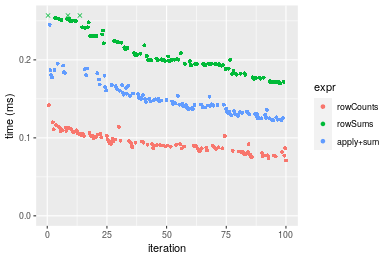 time (ms)
0.2
0.1
0.0
0
25
50
75
100
iteration
expr
rowCounts
rowSums
apply+sum